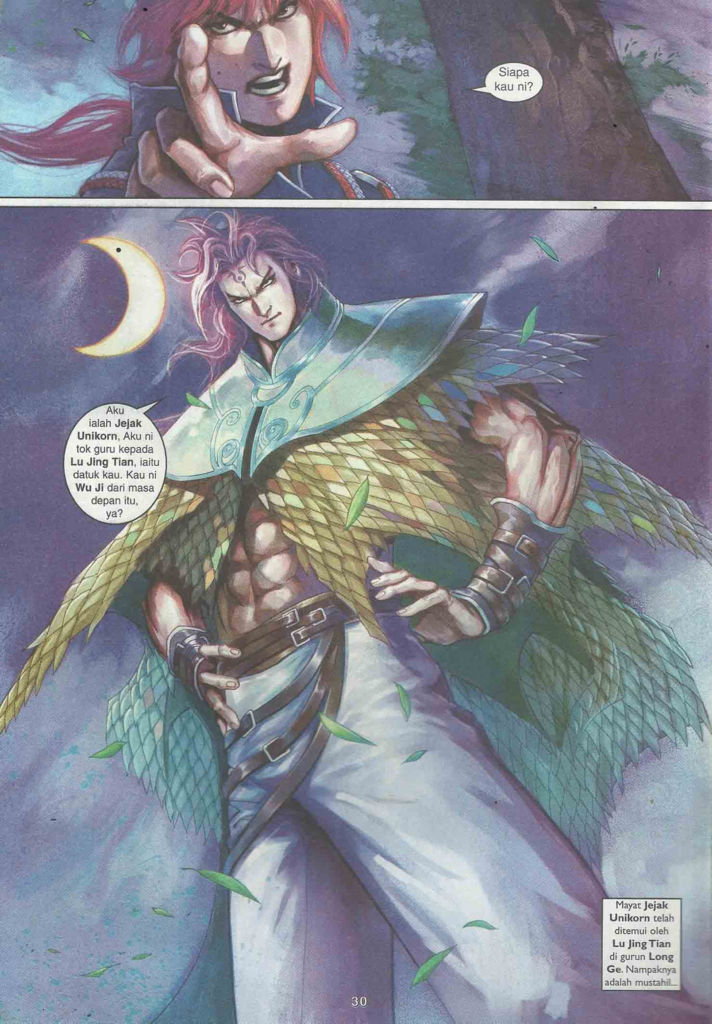 Siapa
kau ni?
Aku
ialah Jejak
Unikorn, Aku ni
tok guru kepada
Lu Jing Tian, iaitu
datuk kau. Kau ni
Wu Ji dari masa
depan itu,
ya?
Mayat Jejak
Unikorn telah
ditemui oleh
Lu Jing Tian
di gurun Long
Ge. Nampaknya
adalah mustahil...
30